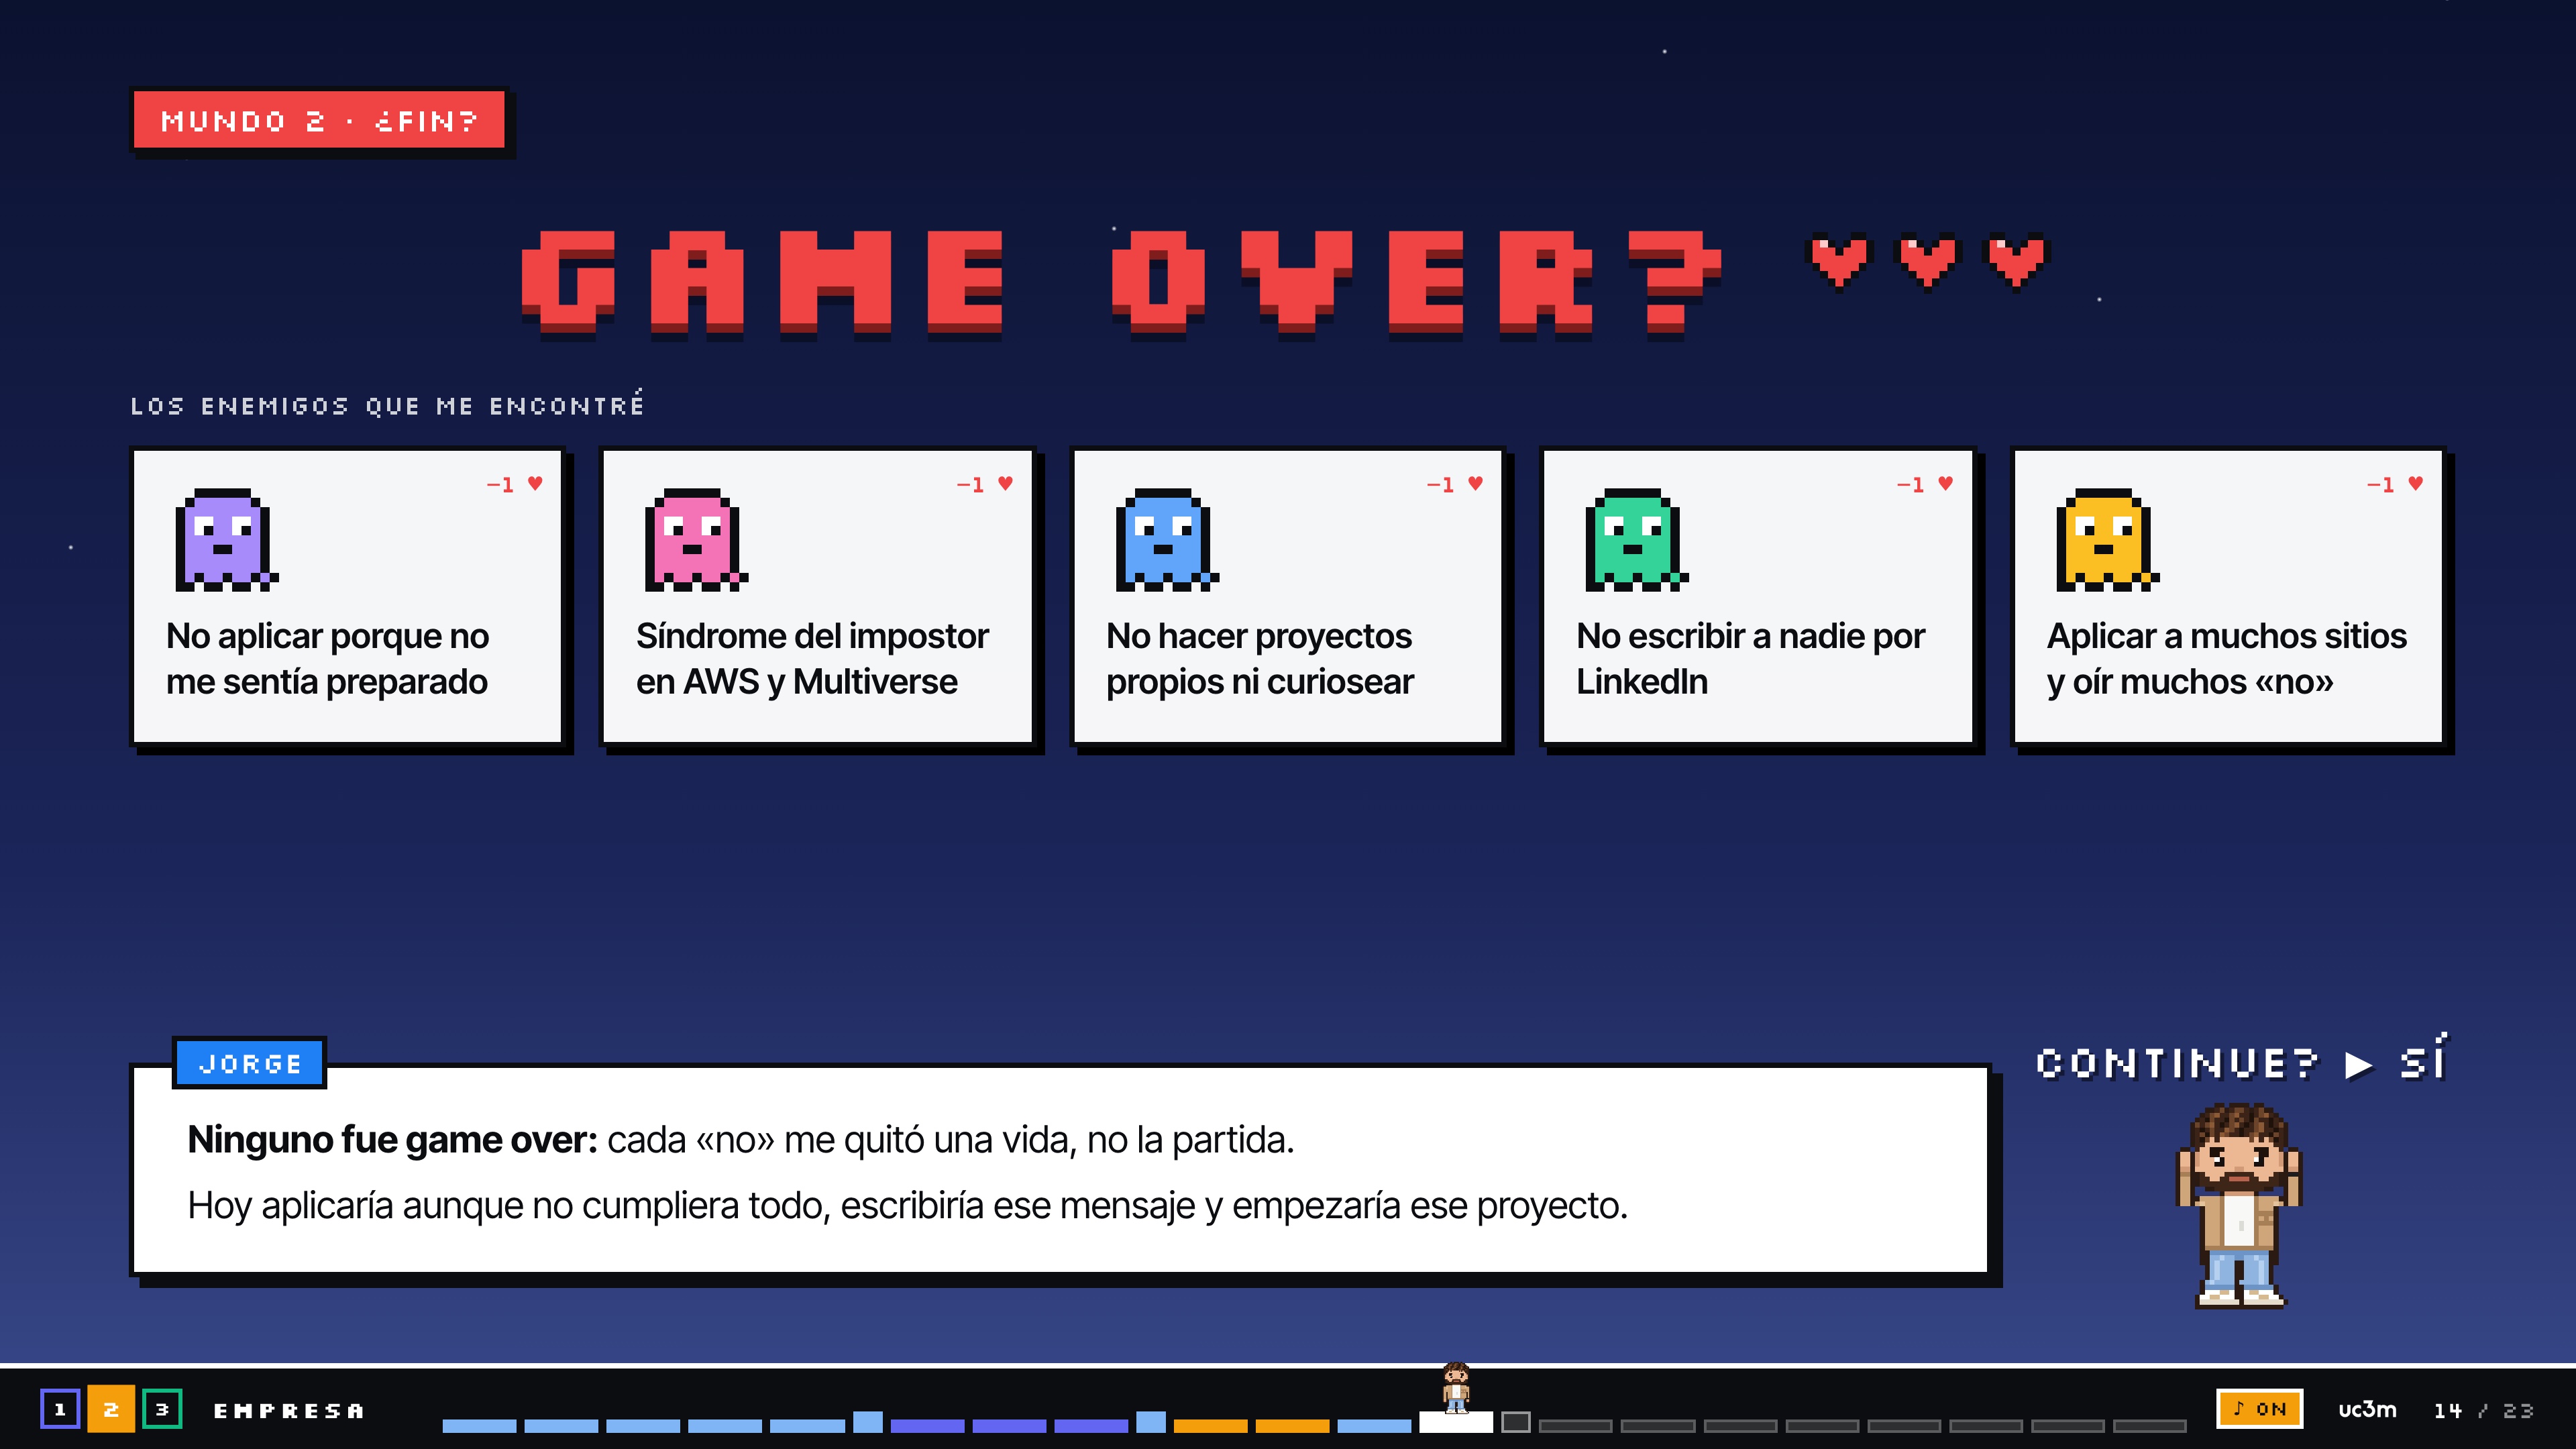 MUNDO 2 · ¿FIN?
GAME OVER?
LOS ENEMIGOS QUE ME ENCONTRÉ
−1 ♥
No aplicar porque no
me sentía preparado
−1 ♥
Síndrome del impostor
en AWS y Multiverse
−1 ♥
No hacer proyectos
propios ni curiosear
−1 ♥
No escribir a nadie por
LinkedIn
−1 ♥
Aplicar a muchos sitios
y oír muchos «no»
JORGE
Ninguno fue game over: cada «no» me quitó una vida, no la partida.
Hoy aplicaría aunque no cumpliera todo, escribiría ese mensaje y empezaría ese proyecto.
CONTINUE? ▶ SÍ
1 2 3 EMPRESA
♪ ON
uc3m
14 / 23